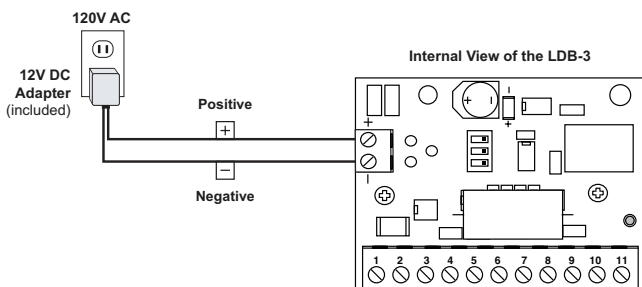 120V AC
12V DC
Adapter
(included)
Positive
+
−
Negative
Internal View of the LDB-3
+
−
+ −
−
+
1 2 3 4 5 6 7 8 9 10 11